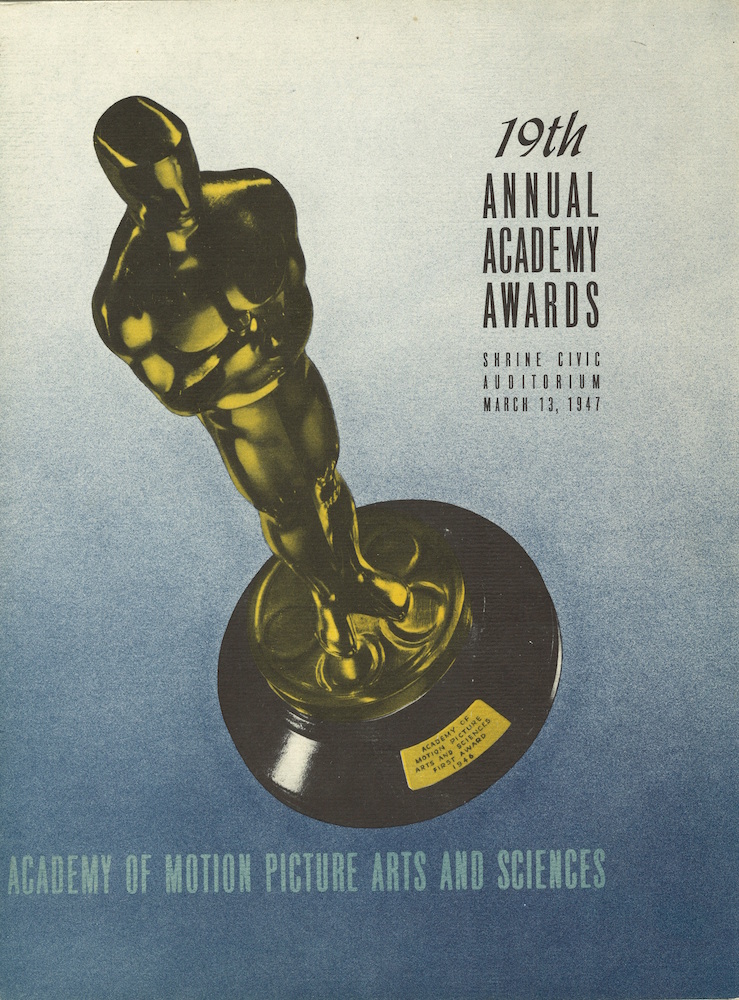 19th
ANNUAL
ACADEMY
AWARDS
SHRINE CIVIC
AUDITORIUM
MARCH 13, 1947
ACADEMY OF
MOTION PICTURE
ARTS AND SCIENCES
FIRST AWARD
1946
ACADEMY OF MOTION PICTURE ARTS AND SCIENCES